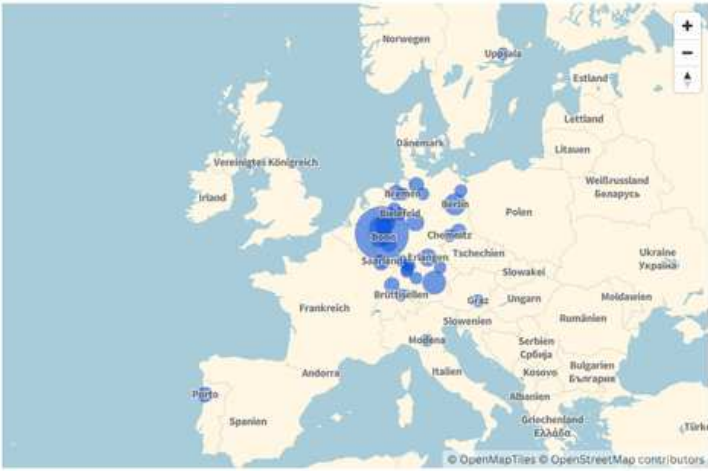 Norwegen
Uppsala
Estland
Lettland
Dänemark
Litauen
Vereinigtes Königreich
Weißrussland
Беларусь
Irland
Bremen
Berlin
Polen
Bielefeld
Bonn
Chemnitz
Saarland
Erlangen
Tschechien
Ukraine
Україна
Slowakei
Brüttisellen
Graz
Ungarn
Moldawien
Frankreich
Slowenien
Rumänien
Modena
Serbien
Србија
Andorra
Italien
Kosovo
Bulgarien
България
Porto
Albanien
Spanien
Griechenland
Ελλάδα
Türk
© OpenMapTiles © OpenStreetMap contributors